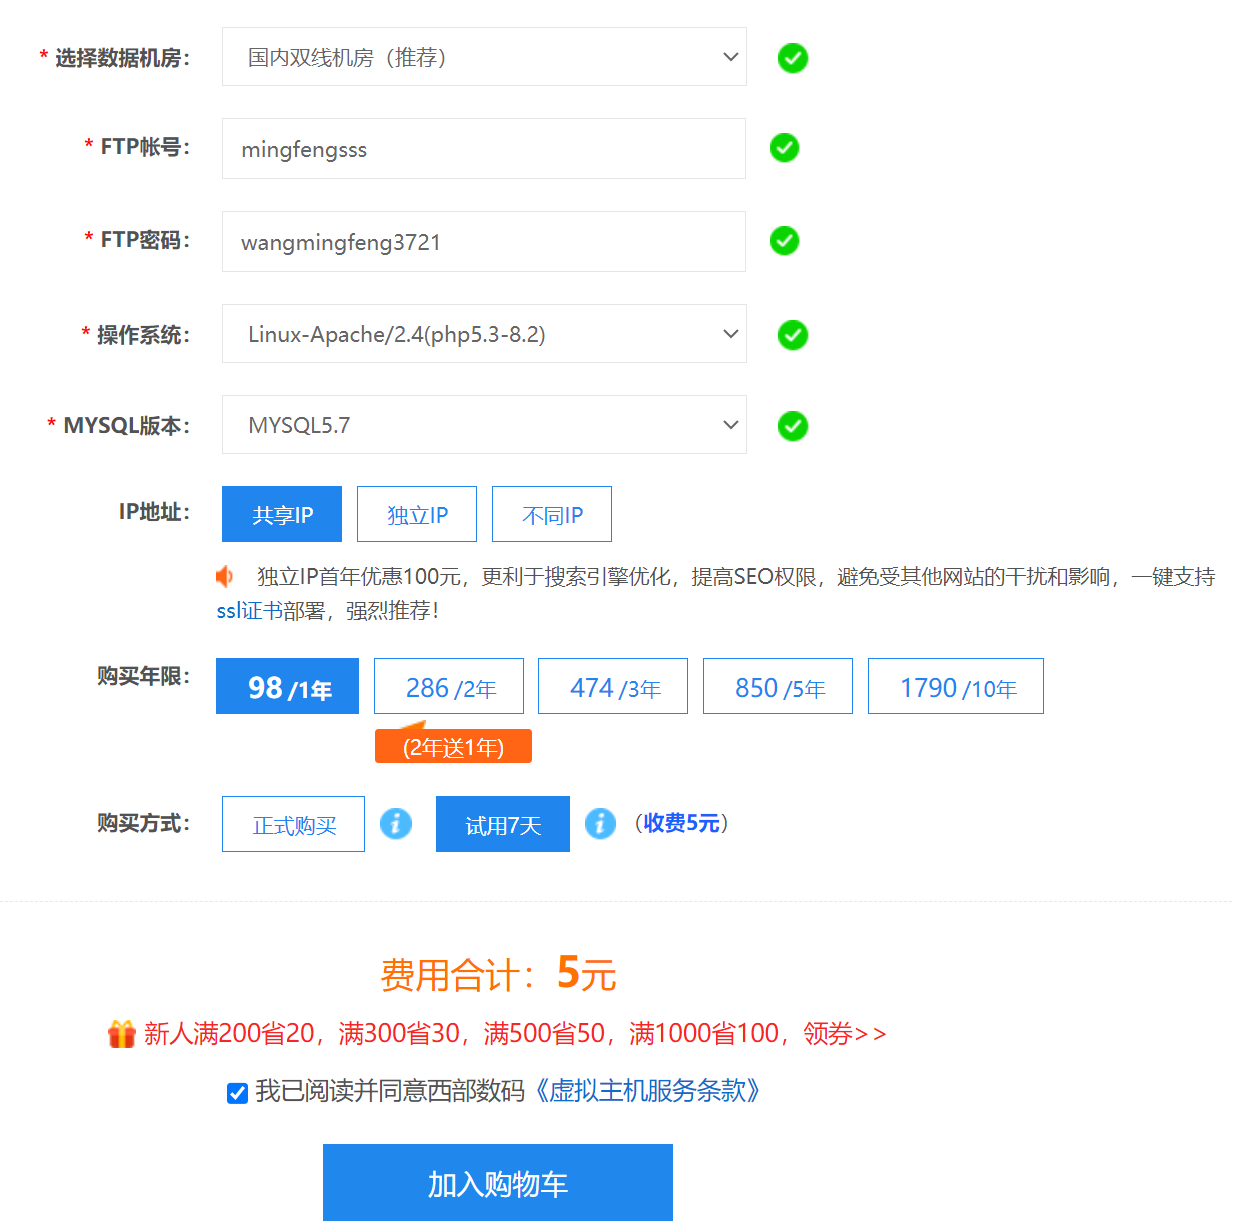 * 选择数据机房： 国内双线机房（推荐）
* FTP帐号： mingfengsss
* FTP密码： wangmingfeng3721
* 操作系统： Linux-Apache/2.4(php5.3-8.2)
* MYSQL版本： MYSQL5.7
IP地址： 共享IP 独立IP 不同IP
独立IP首年优惠100元，更利于搜索引擎优化，提高SEO权限，避免受其他网站的干扰和影响，一键支持
ssl证书部署，强烈推荐！
购买年限： 98 /1年 286 /2年 474 /3年 850 /5年 1790 /10年
(2年送1年)
购买方式： 正式购买 试用7天 （收费5元）
费用合计：5元
新人满200省20，满300省30，满500省50，满1000省100，领券>>
我已阅读并同意西部数码《虚拟主机服务条款》
加入购物车